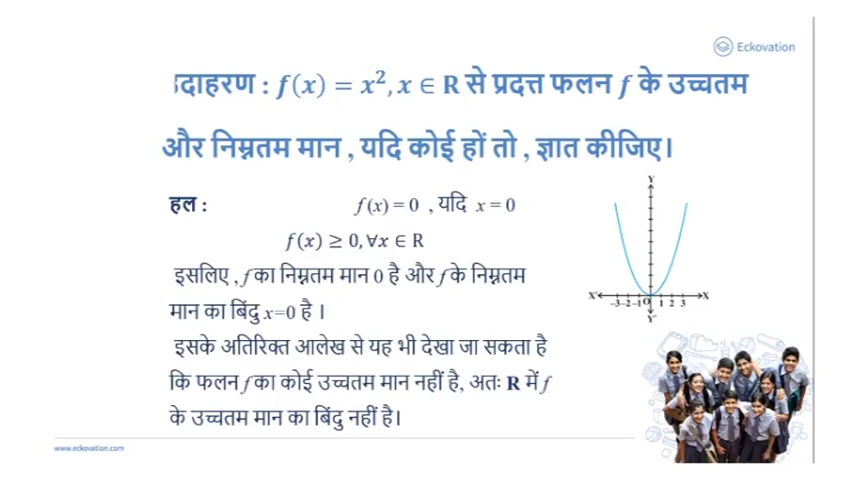 Eckovation
उदाहरण : f(x) = x², x ∈ R से प्रदत्त फलन f के उच्चतम
और निम्नतम मान , यदि कोई हों तो , ज्ञात कीजिए।
हल : f(x) = 0 , यदि x = 0
f(x) ≥ 0, ∀x ∈ R
इसलिए , f का निम्नतम मान 0 है और f के निम्नतम
मान का बिंदु x=0 है ।
इसके अतिरिक्त आलेख से यह भी देखा जा सकता है
कि फलन f का कोई उच्चतम मान नहीं है, अतः R में f
के उच्चतम मान का बिंदु नहीं है।
Y
X′ X
–3 –2 –1 O 1 2 3
Y′
www.eckovation.com